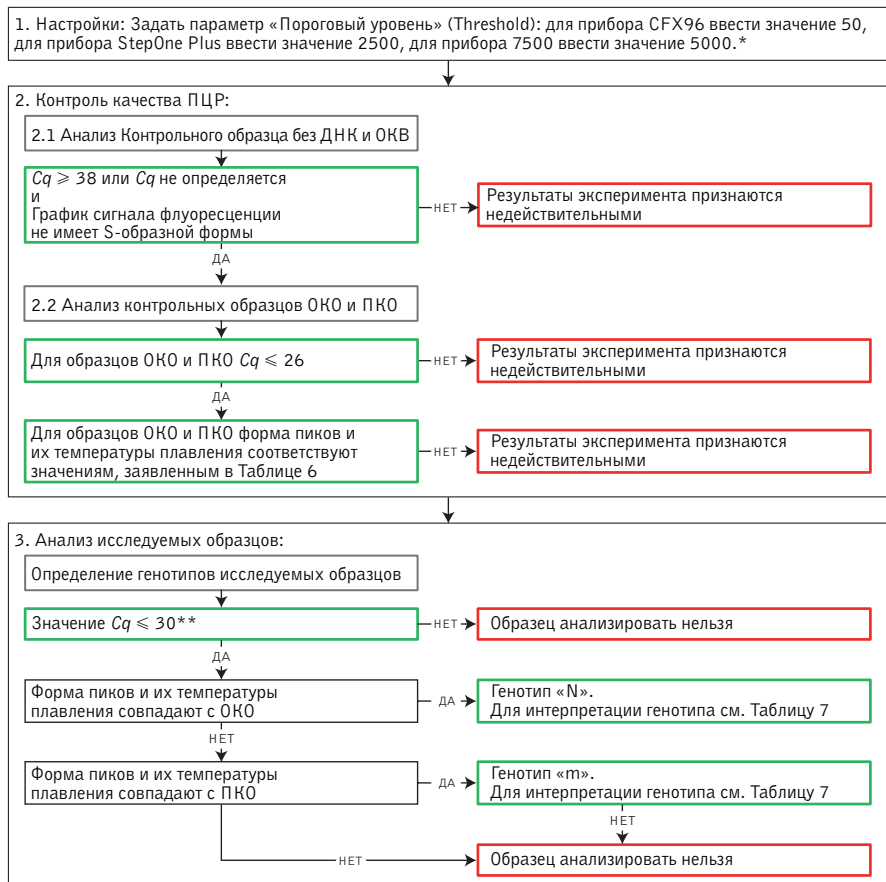 1. Настройки: Задать параметр «Пороговый уровень» (Threshold): для прибора CFX96 ввести значение 50,
для прибора StepOne Plus ввести значение 2500, для прибора 7500 ввести значение 5000.*
2. Контроль качества ПЦР:
2.1 Анализ Контрольного образца без ДНК и ОКВ
Cq ⩾ 38 или Cq не определяется
и
График сигнала флуоресценции
не имеет S-образной формы
НЕТ
Результаты эксперимента признаются
недействительными
ДА
2.2 Анализ контрольных образцов ОКО и ПКО
Для образцов ОКО и ПКО Cq ⩽ 26
НЕТ
Результаты эксперимента признаются
недействительными
ДА
Для образцов ОКО и ПКО форма пиков и
их температуры плавления соответствуют
значениям, заявленным в Таблице 6
НЕТ
Результаты эксперимента признаются
недействительными
3. Анализ исследуемых образцов:
Определение генотипов исследуемых образцов
Значение Cq ⩽ 30**
НЕТ
Образец анализировать нельзя
ДА
Форма пиков и их температуры
плавления совпадают с ОКО
ДА
Генотип «N».
Для интерпретации генотипа см. Таблицу 7
НЕТ
Форма пиков и их температуры
плавления совпадают с ПКО
ДА
Генотип «m».
Для интерпретации генотипа см. Таблицу 7
НЕТ
НЕТ
Образец анализировать нельзя